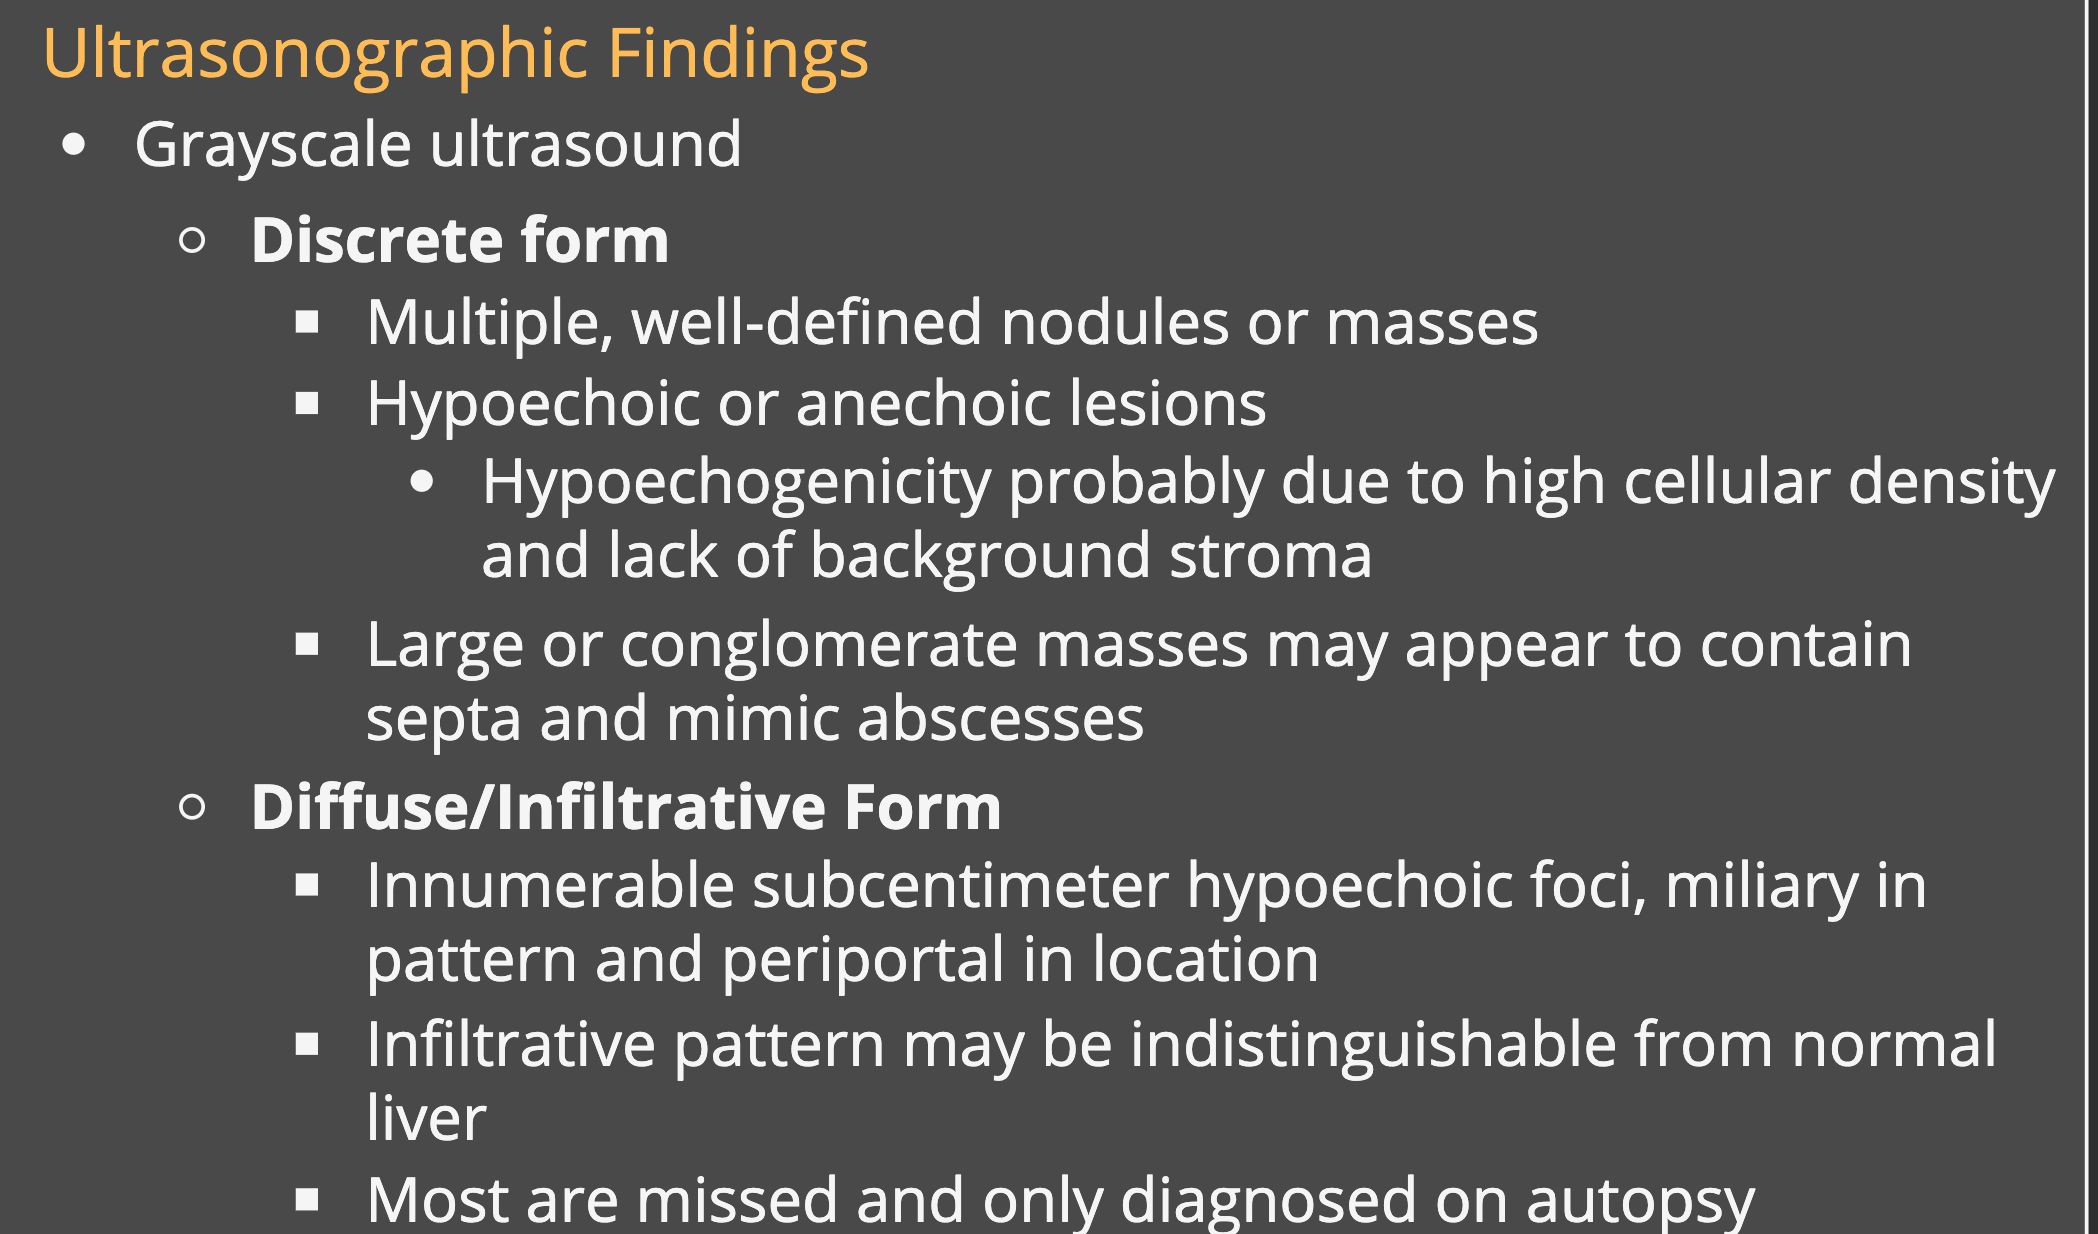 Ultrasonographic Findings
Grayscale ultrasound
Discrete form
Multiple, well-defined nodules or masses
Hypoechoic or anechoic lesions
Hypoechogenicity probably due to high cellular density
and lack of background stroma
Large or conglomerate masses may appear to contain
septa and mimic abscesses
Diffuse/Infiltrative Form
Innumerable subcentimeter hypoechoic foci, miliary in
pattern and periportal in location
Infiltrative pattern may be indistinguishable from normal
liver
Most are missed and only diagnosed on autopsy